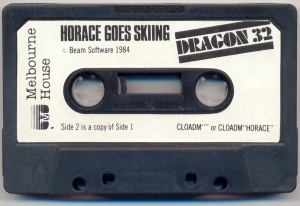 HORACE GOES SKIING
© Beam Software 1984
DRAGON 32
Melbourne
House
Side 2 is a copy of Side 1
CLOADM"" or CLOADM"HORACE"